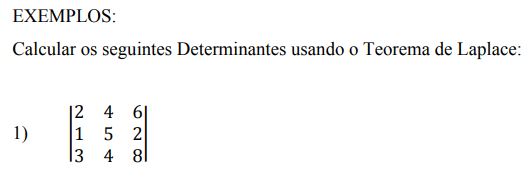 EXEMPLOS:
Calcular os seguintes Determinantes usando o Teorema de Laplace:
|2 4 6|
1) |1 5 2|
|3 4 8|